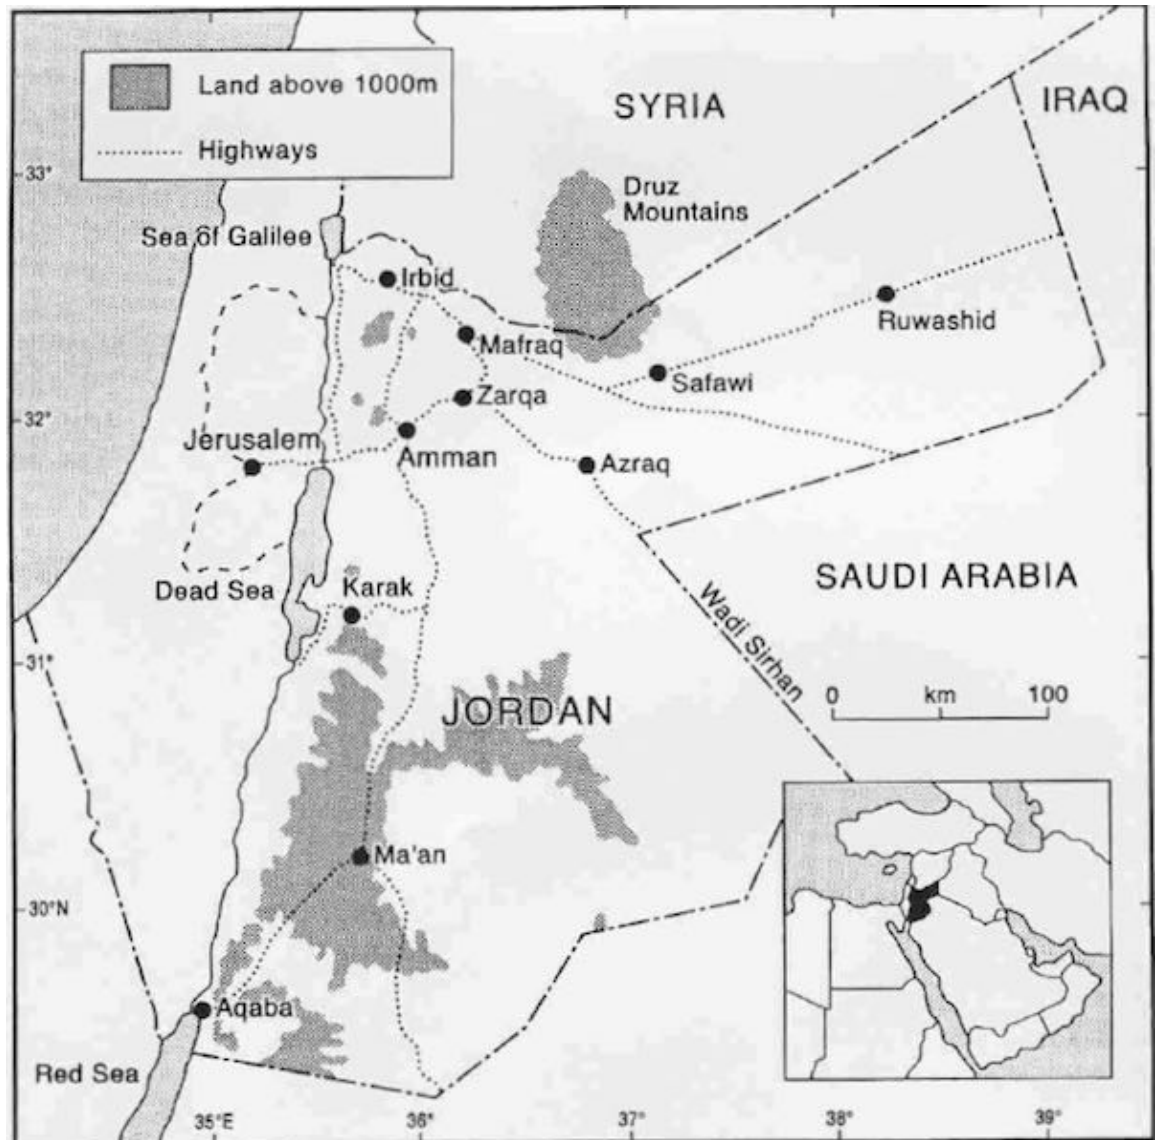 Land above 1000m
Highways
SYRIA
IRAQ
33°
Druz
Mountains
Sea of Galilee
Irbid
Ruwashid
Mafraq
Safawi
Zarqa
32°
Jerusalem
Amman
Azraq
Dead Sea
Karak
SAUDI ARABIA
Wadi Sirhan
31°
0 km 100
JORDAN
Ma'an
30°N
Aqaba
Red Sea
35°E 36° 37° 38° 39°